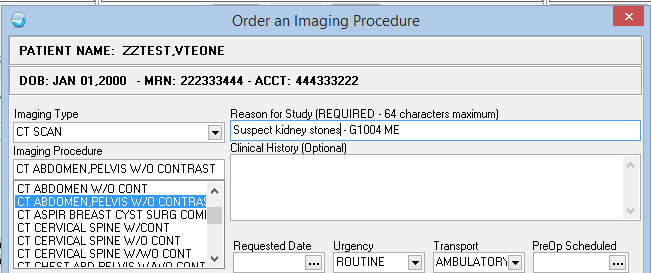 Order an Imaging Procedure
PATIENT NAME: ZZTEST,VTEONE
DOB: JAN 01,2000 - MRN: 222333444 - ACCT: 444333222
Imaging Type
Reason for Study (REQUIRED - 64 characters maximum)
CT SCAN
Suspect kidney stones - G1004 ME
Imaging Procedure
Clinical History (Optional)
CT ABDOMEN,PELVIS W/O CONTRAST
CT ABDOMEN W/O CONT
CT ABDOMEN,PELVIS W/O CONTRAS
CT ASPIR BREAST CYST SURG COMI
CT CERVICAL SPINE W/CONT
CT CERVICAL SPINE W/O CONT
CT CERVICAL SPINE W/WO CONT
CT CHEST ABD PELVIS W/WO CONT
Requested Date
Urgency
Transport
PreOp Scheduled
...
ROUTINE
AMBULATORY
...